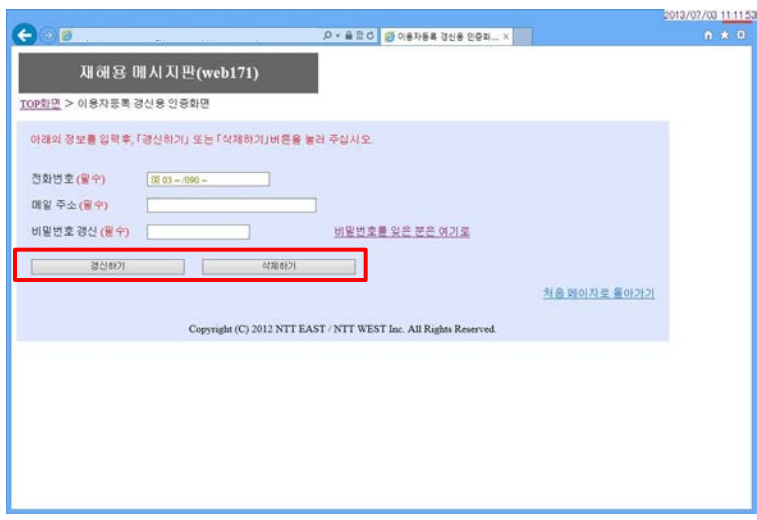 2013/07/03 11:11:53
이용자등록 갱신용 인증화... ×
재해용 메시지판(web171)
TOP화면 > 이용자등록 갱신용 인증화면
아래의 정보를 입력후,「갱신하기」 또는 「삭제하기」버튼을 눌러 주십시오.
전화번호 (필수) 예 03 – /090 –
메일 주소 (필수)
비밀번호 갱신 (필수) 비밀번호를 잊은 분은 여기로
갱신하기 삭제하기
처음 페이지로 돌아가기
Copyright (C) 2012 NTT EAST / NTT WEST Inc. All Rights Reserved.